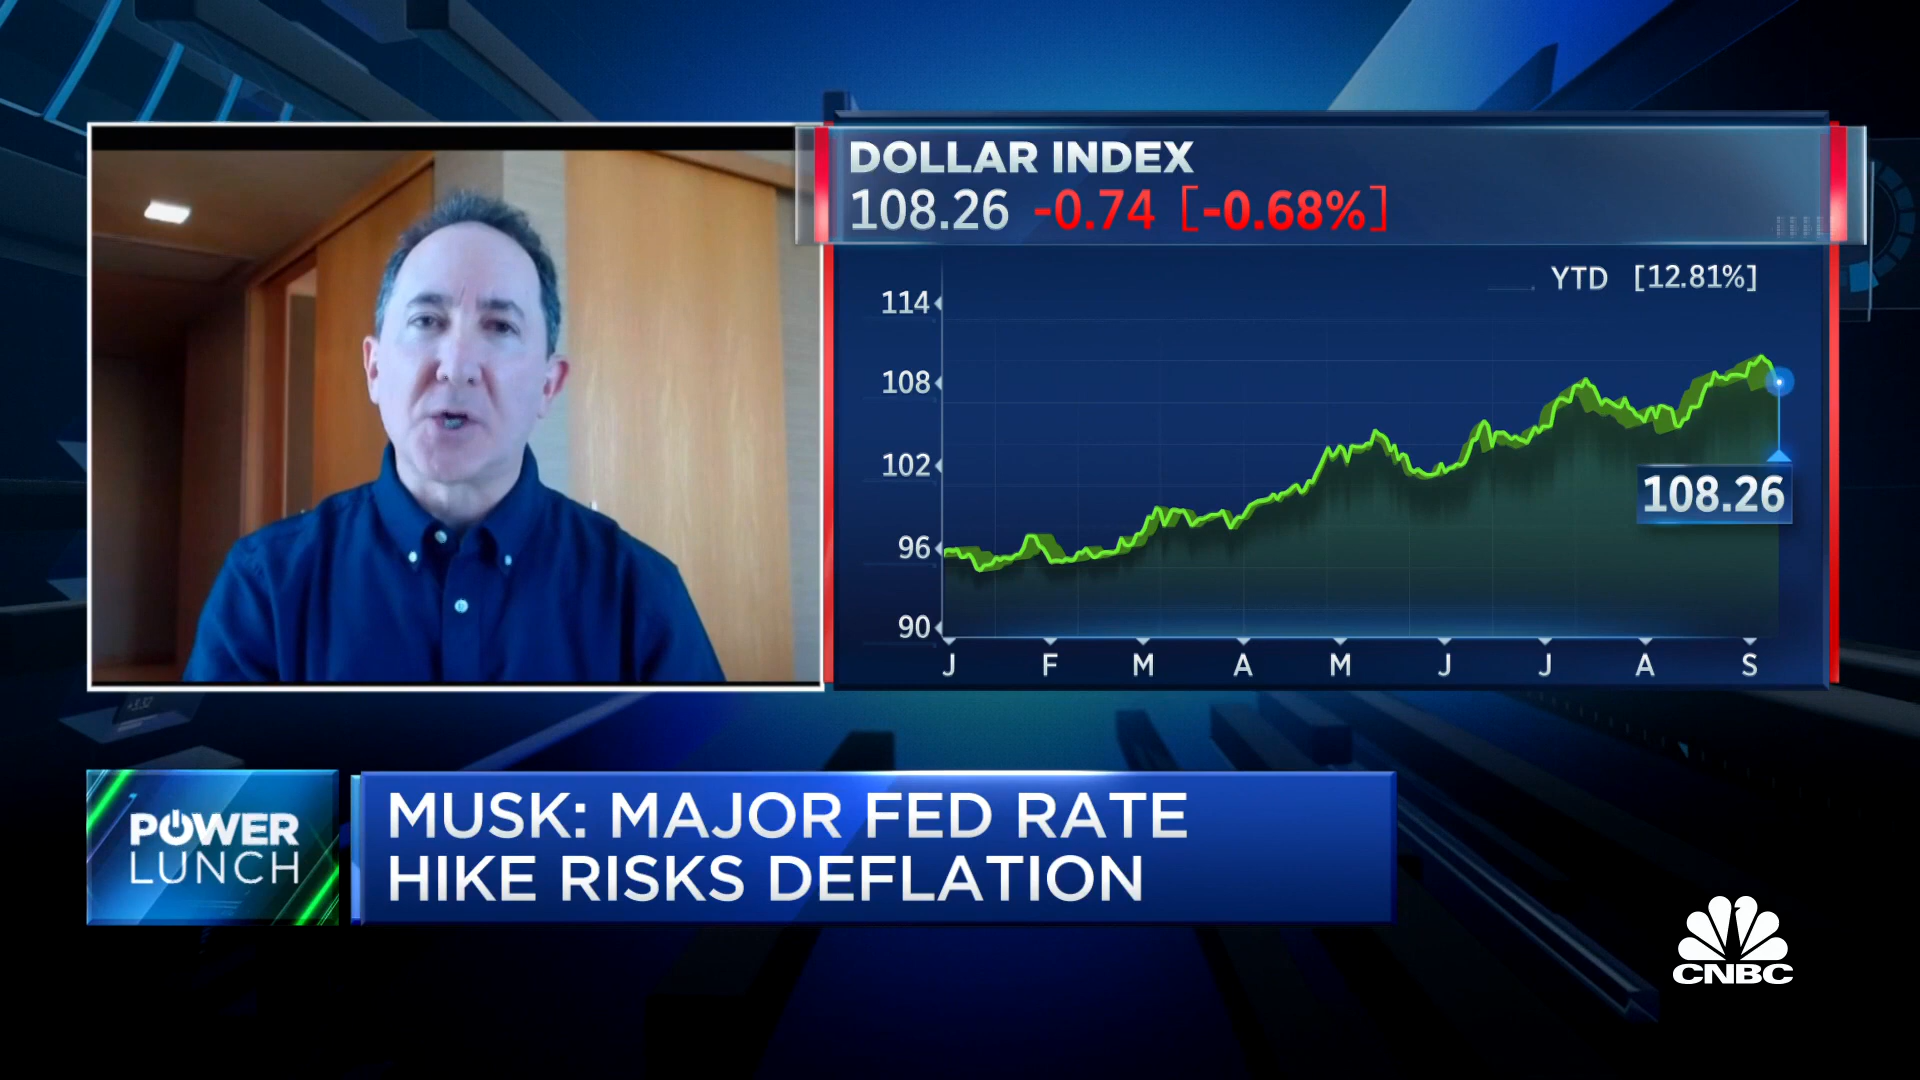 DOLLAR INDEX
108.26 -0.74 [-0.68%]
YTD [12.81%]
114
108
102
96
90
108.26
J F M A M J J A S
POWER
LUNCH
MUSK: MAJOR FED RATE
HIKE RISKS DEFLATION
CNBC